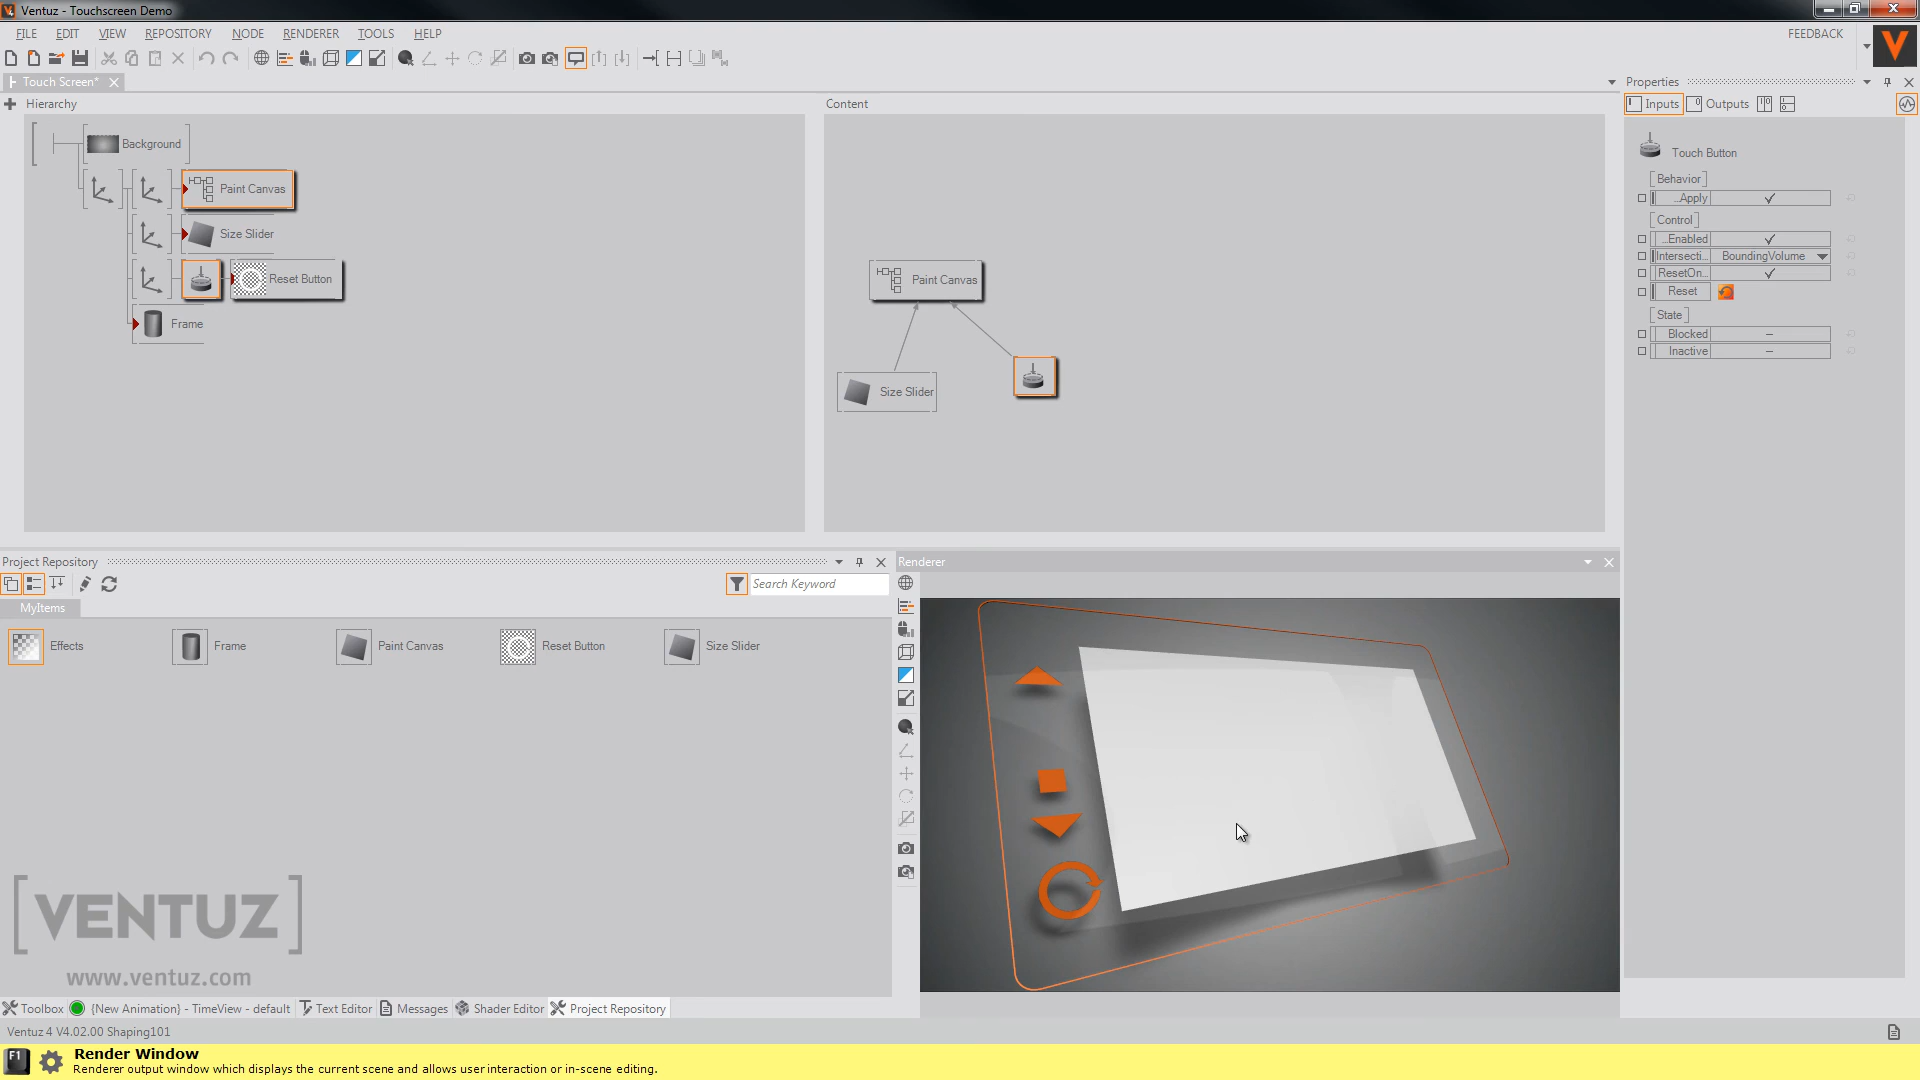 Ventuz - Touchscreen Demo
FILE EDIT VIEW REPOSITORY NODE RENDERER TOOLS HELP
FEEDBACK
Touch Screen*
Hierarchy
Content
Background
Paint Canvas
Size Slider
Reset Button
Frame
Paint Canvas
Size Slider
Properties
Inputs Outputs
Touch Button
[Behavior]
...Apply
[Control]
...Enabled
Intersecti... BoundingVolume
ResetOn...
Reset
[State]
Blocked
Inactive
Project Repository
Search Keyword
MyItems
Effects
Frame
Paint Canvas
Reset Button
Size Slider
[VENTUZ]
www.ventuz.com
Renderer
Toolbox {New Animation} - TimeView - default Text Editor Messages Shader Editor Project Repository
Ventuz 4 V4.02.00 Shaping101
F1
Render Window
Renderer output window which displays the current scene and allows user interaction or in-scene editing.